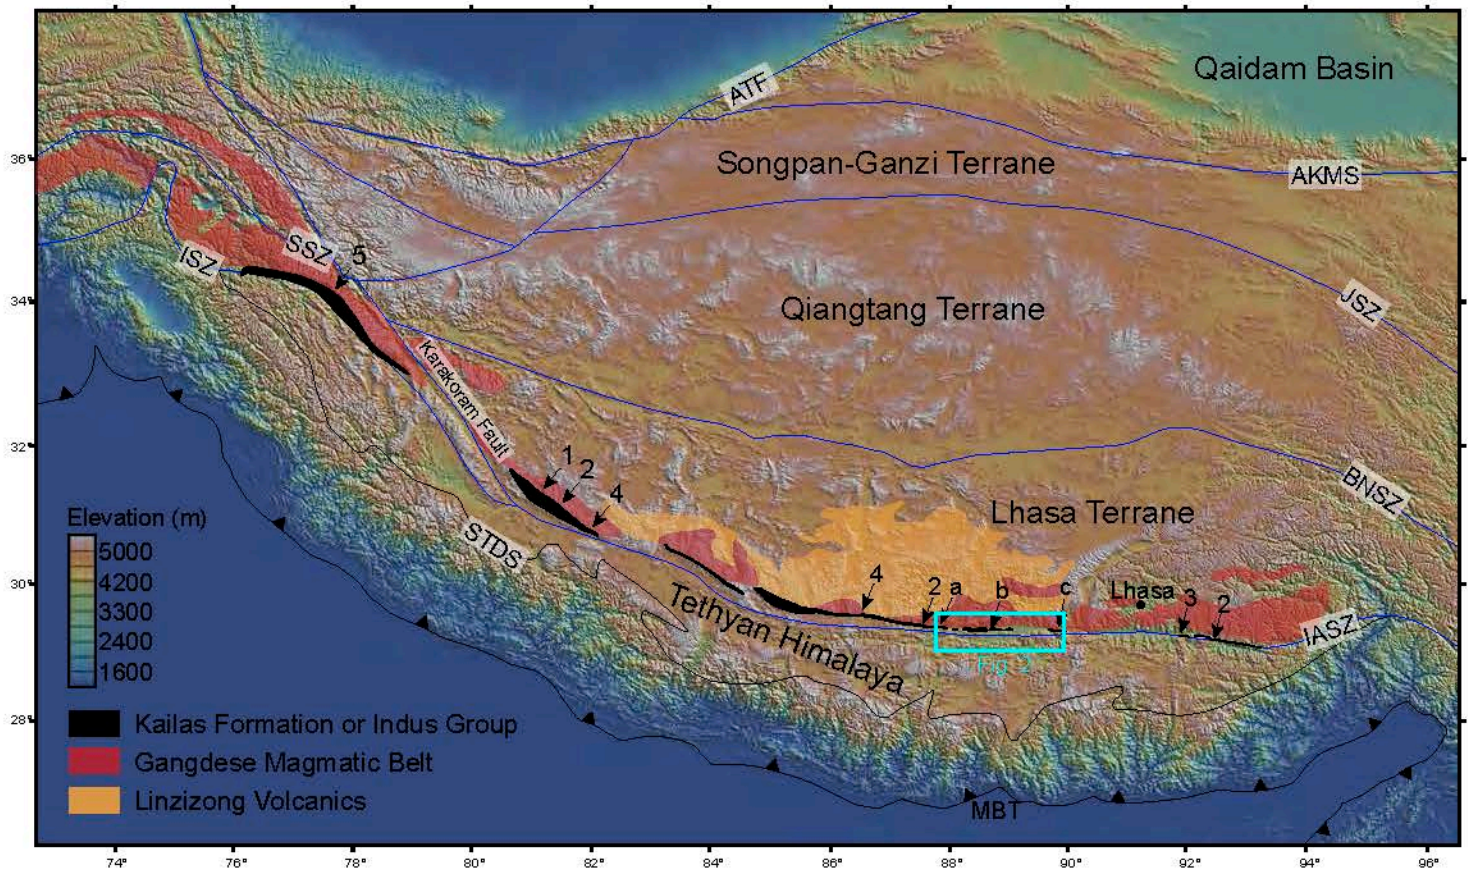 Qaidam Basin
ATF
Songpan-Ganzi Terrane
AKMS
36°
SSZ
5
ISZ
34°
Qiangtang Terrane
JSZ
Karakoram Fault
32°
1
2
4
BNSZ
Lhasa Terrane
Elevation (m)
5000
4200
3300
2400
1600
STDS
30°
4
2
a
b
c
Lhasa
3
2
IASZ
Tethyan Himalaya
Fig. 2
28°
Kailas Formation or Indus Group
Gangdese Magmatic Belt
Linzizong Volcanics
MBT
74°
76°
78°
80°
82°
84°
86°
88°
90°
92°
94°
96°